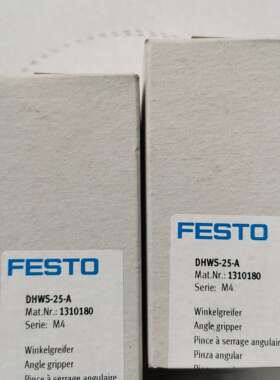 FESTO
DHWS-25-A
Mat.Nr.: 1310180
Serie: M4
Winkelgreifer
Angle gripper
Pince à serrage angulaire
FESTO
DHWS-25-A
Mat.Nr.: 1310180
Serie: M4
Winkelgreifer
Angle gripper
Pince à serrage angulaire
Pinza angular